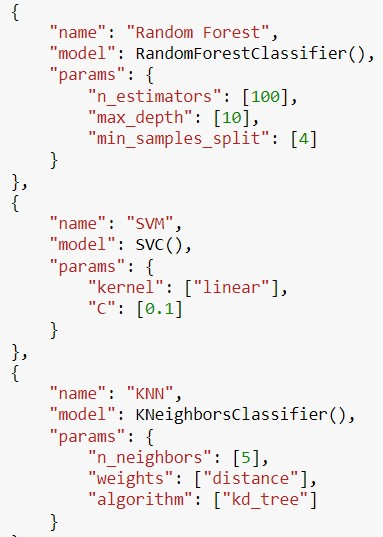 {
    "name": "Random Forest",
    "model": RandomForestClassifier(),
    "params": {
        "n_estimators": [100],
        "max_depth": [10],
        "min_samples_split": [4]
    }
},
{
    "name": "SVM",
    "model": SVC(),
    "params": {
        "kernel": ["linear"],
        "C": [0.1]
    }
},
{
    "name": "KNN",
    "model": KNeighborsClassifier(),
    "params": {
        "n_neighbors": [5],
        "weights": ["distance"],
        "algorithm": ["kd_tree"]
    }